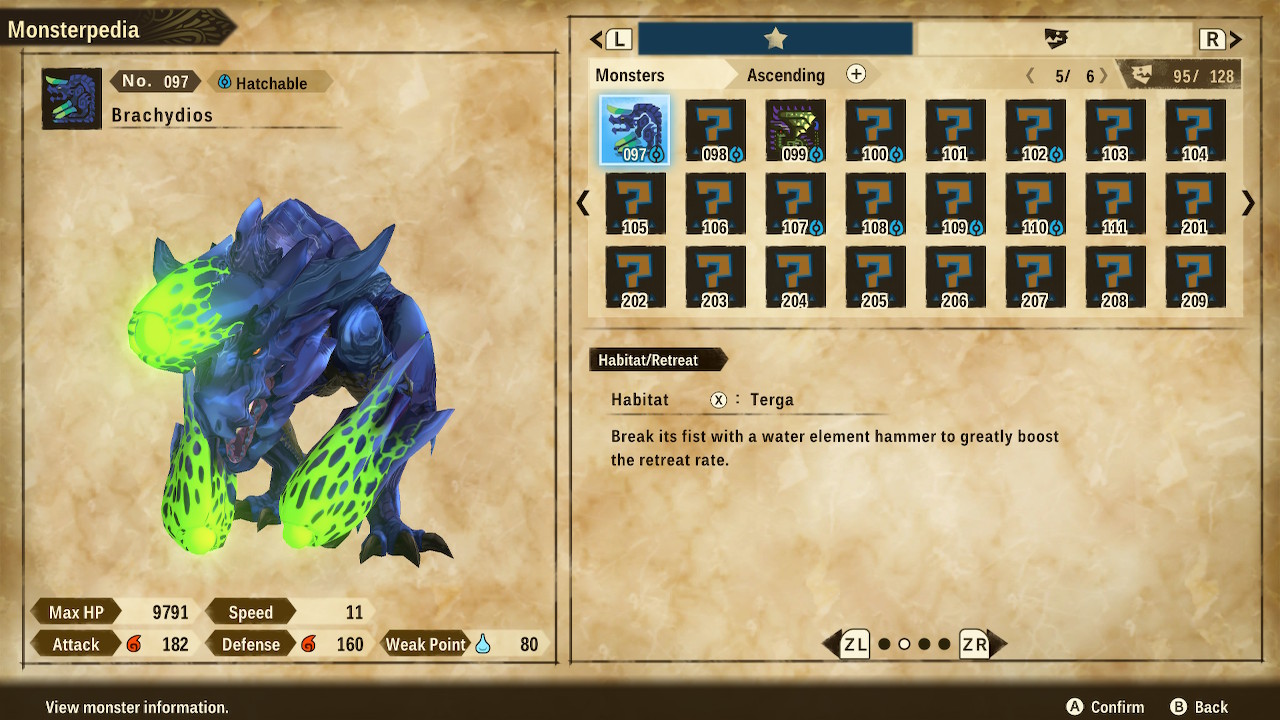 Monsterpedia
No. 097
Hatchable
Brachydios
Max HP 9791 Speed 11
Attack 182 Defense 160 Weak Point 80
L R
Monsters Ascending + 5/ 6 95/ 128
097 098 099 100 101 102 103 104
105 106 107 108 109 110 111 201
202 203 204 205 206 207 208 209
Habitat/Retreat
Habitat X : Terga
Break its fist with a water element hammer to greatly boost
the retreat rate.
ZL ZR
View monster information.
A Confirm B Back